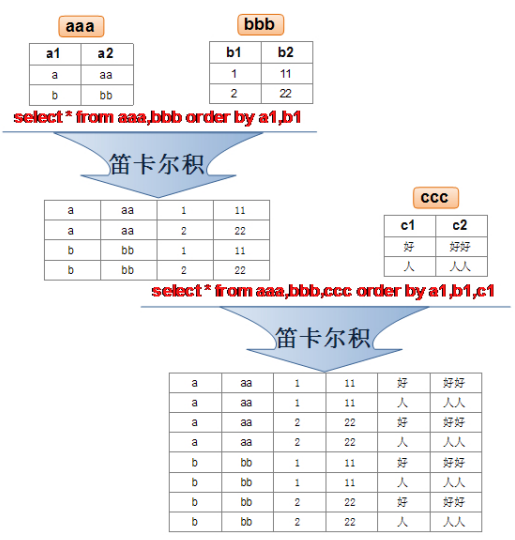 aaa bbb
a1 a2 b1 b2
a aa 1 11
b bb 2 22
select * from aaa,bbb order by a1,b1
笛卡尔积
a aa 1 11
a aa 2 22
b bb 1 11
b bb 2 22
ccc
c1 c2
好 好好
人 人人
select * from aaa,bbb,ccc order by a1,b1,c1
笛卡尔积
a aa 1 11 好 好好
a aa 1 11 人 人人
a aa 2 22 好 好好
a aa 2 22 人 人人
b bb 1 11 好 好好
b bb 1 11 人 人人
b bb 2 22 好 好好
b bb 2 22 人 人人